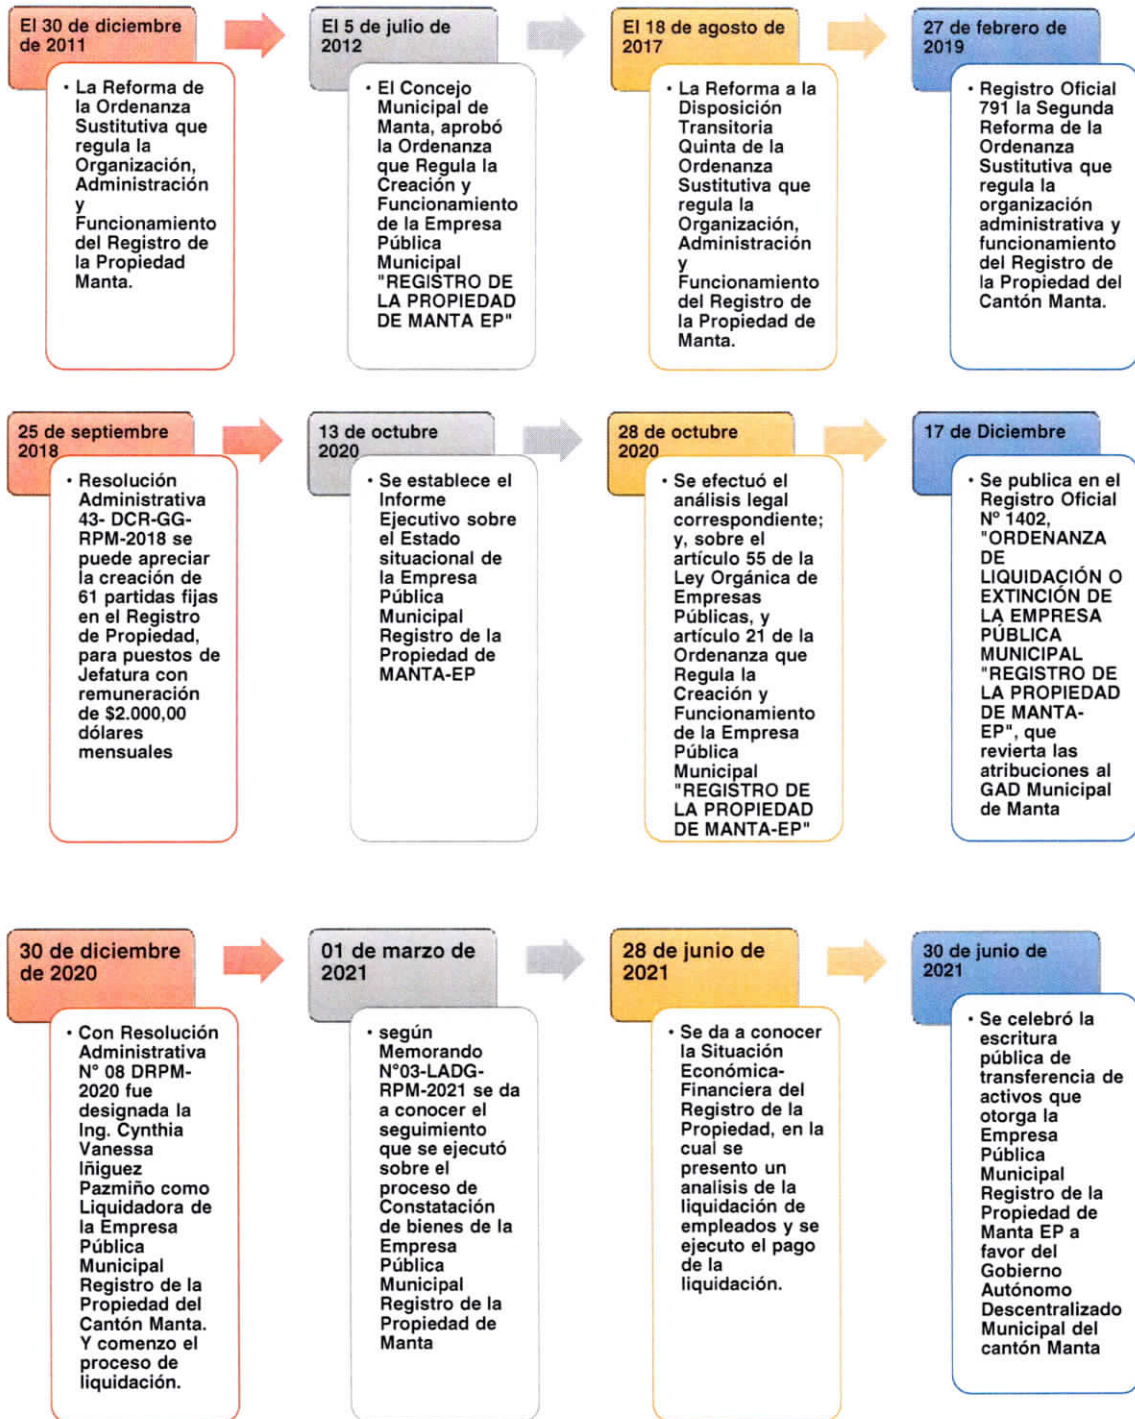 El 30 de diciembre
de 2011
· La Reforma de
la Ordenanza
Sustitutiva que
regula la
Organización,
Administración
y
Funcionamiento
del Registro de
la Propiedad
Manta.
El 5 de julio de
2012
· El Concejo
Municipal de
Manta, aprobó
la Ordenanza
que Regula la
Creación y
Funcionamiento
de la Empresa
Pública
Municipal
"REGISTRO DE
LA PROPIEDAD
DE MANTA EP"
El 18 de agosto de
2017
· La Reforma a la
Disposición
Transitoria
Quinta de la
Ordenanza
Sustitutiva que
regula la
Organización,
Administración
y
Funcionamiento
del Registro de
la Propiedad de
Manta.
27 de febrero de
2019
· Registro Oficial
791 la Segunda
Reforma de la
Ordenanza
Sustitutiva que
regula la
organización
administrativa y
funcionamiento
del Registro de
la Propiedad del
Cantón Manta.
25 de septiembre
2018
· Resolución
Administrativa
43- DCR-GG-
RPM-2018 se
puede apreciar
la creación de
61 partidas fijas
en el Registro
de Propiedad,
para puestos de
Jefatura con
remuneración
de $2.000,00
dólares
mensuales
13 de octubre
2020
· Se establece el
Informe
Ejecutivo sobre
el Estado
situacional de
la Empresa
Pública
Municipal
Registro de la
Propiedad de
MANTA-EP
28 de octubre
2020
· Se efectuó el
análisis legal
correspondiente;
y, sobre el
artículo 55 de la
Ley Orgánica de
Empresas
Públicas, y
artículo 21 de la
Ordenanza que
Regula la
Creación y
Funcionamiento
de la Empresa
Pública
Municipal
"REGISTRO DE
LA PROPIEDAD
DE MANTA-EP"
17 de Diciembre
· Se publica en el
Registro Oficial
Nº 1402,
"ORDENANZA
DE
LIQUIDACIÓN O
EXTINCIÓN DE
LA EMPRESA
PÚBLICA
MUNICIPAL
"REGISTRO DE
LA PROPIEDAD
DE MANTA-
EP", que
revierta las
atribuciones al
GAD Municipal
de Manta
30 de diciembre
de 2020
· Con Resolución
Administrativa
N° 08 DRPM-
2020 fue
designada la
Ing. Cynthia
Vanessa
Iñiguez
Pazmiño como
Liquidadora de
la Empresa
Pública
Municipal
Registro de la
Propiedad del
Cantón Manta.
Y comenzo el
proceso de
liquidación.
01 de marzo de
2021
· según
Memorando
N°03-LADG-
RPM-2021 se da
a conocer el
seguimiento
que se ejecutó
sobre el
proceso de
Constatación
de bienes de la
Empresa
Pública
Municipal
Registro de la
Propiedad de
Manta
28 de junio de
2021
· Se da a conocer
la Situación
Económica-
Financiera del
Registro de la
Propiedad, en la
cual se
presento un
analisis de la
liquidación de
empleados y se
ejecuto el pago
de la
liquidación.
30 de junio de
2021
· Se celebró la
escritura
pública de
transferencia de
activos que
otorga la
Empresa
Pública
Municipal
Registro de la
Propiedad de
Manta EP a
favor del
Gobierno
Autónomo
Descentralizado
Municipal del
cantón Manta